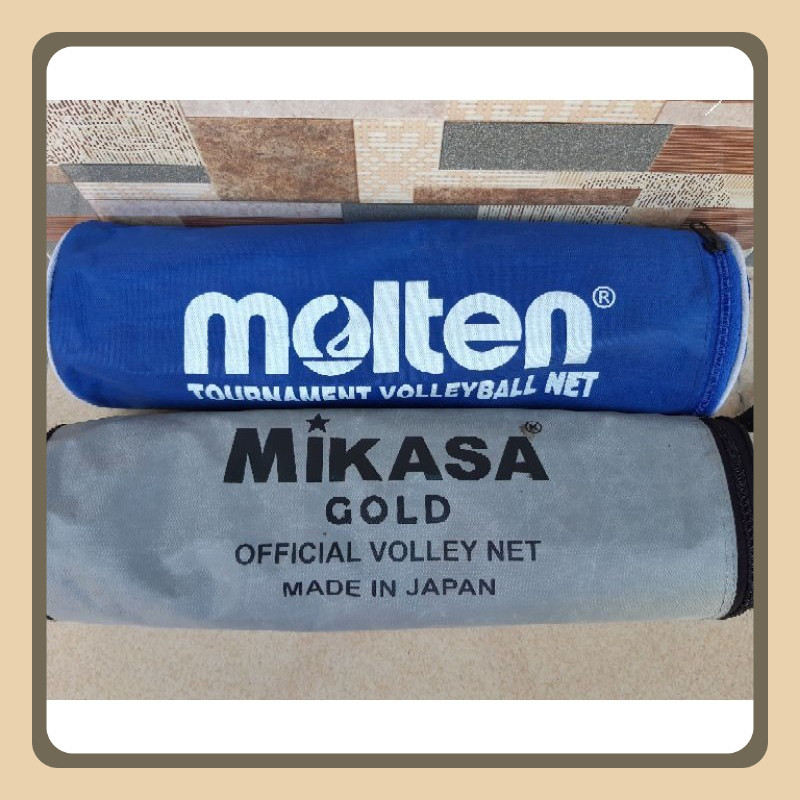 molten®
TOURNAMENT VOLLEYBALL NET
MiKASA®
GOLD
OFFICIAL VOLLEY NET
MADE IN JAPAN